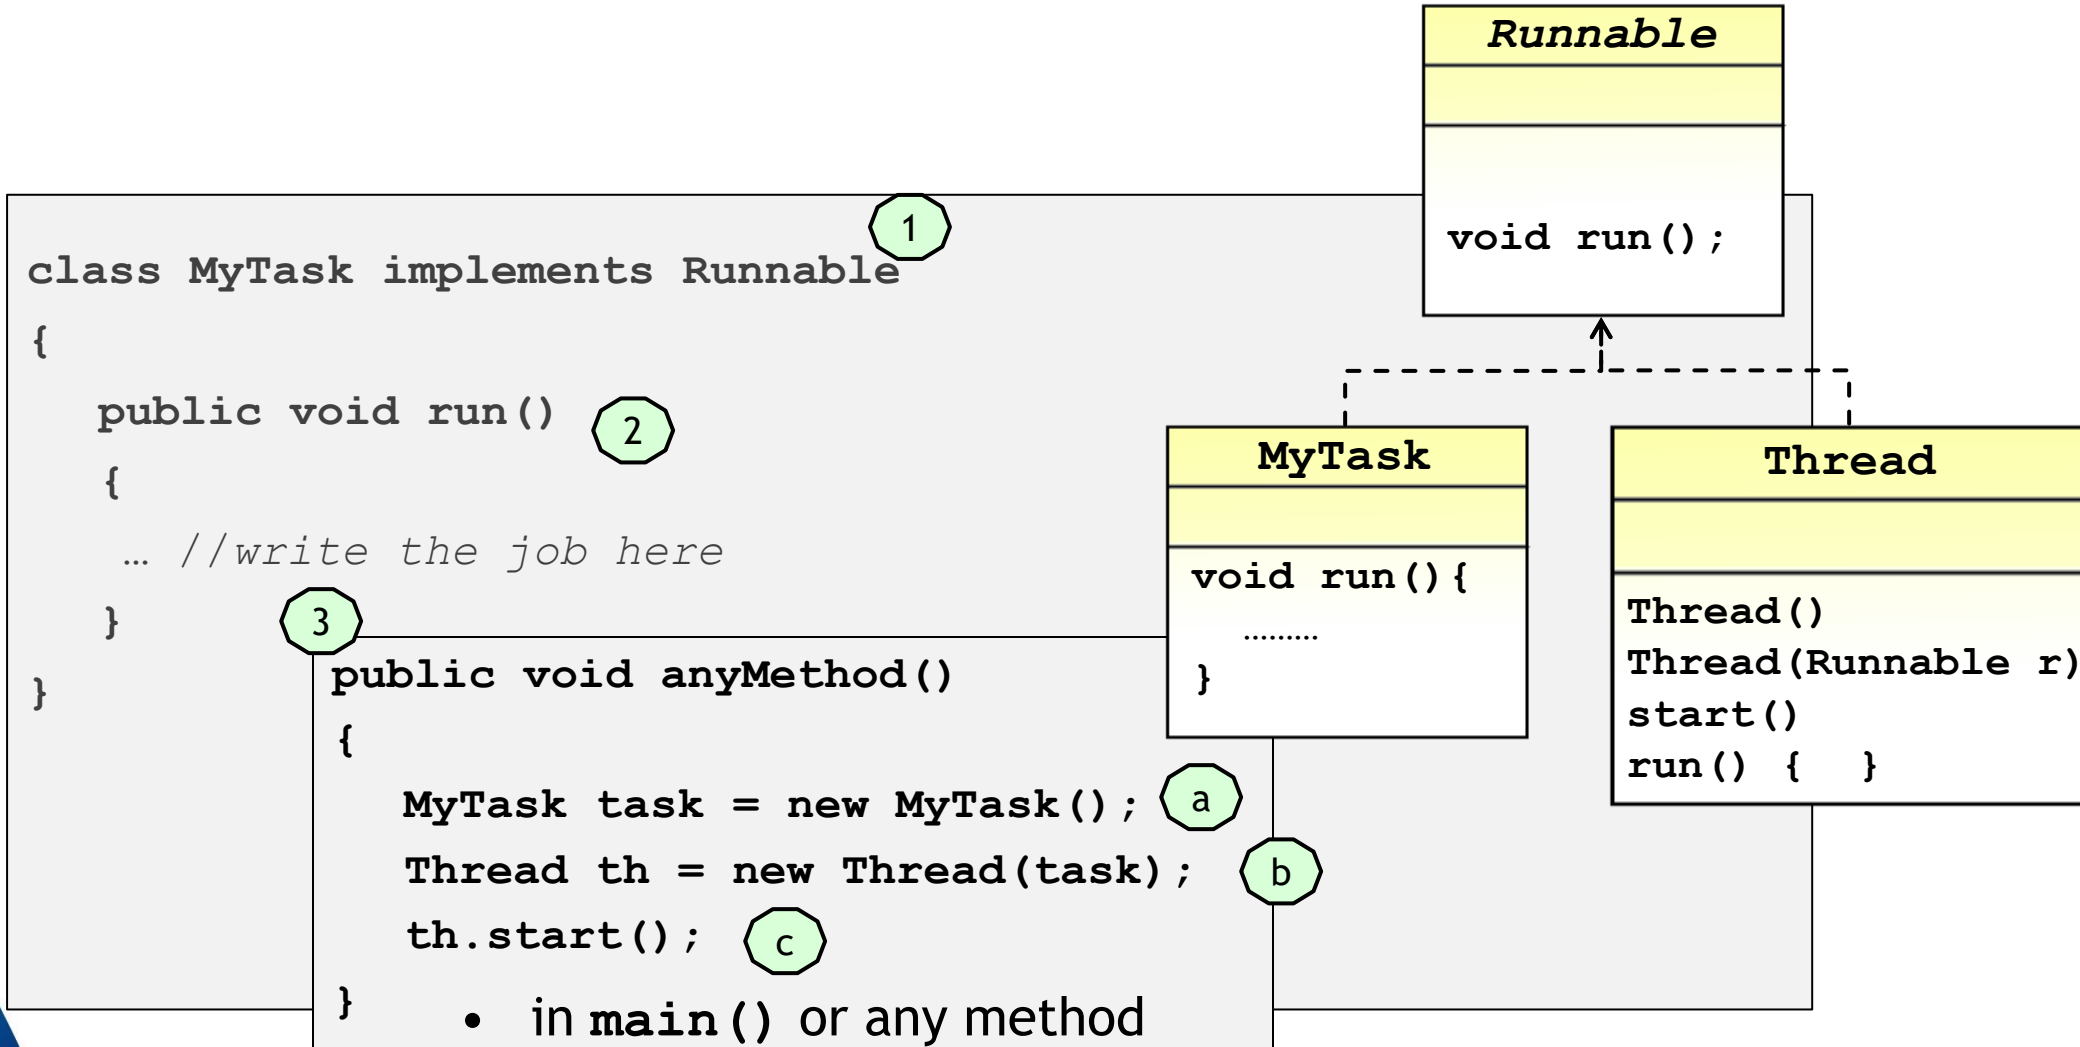 Runnable
void run();
1
class MyTask implements Runnable
{
public void run()
2
{
… //write the job here
}
}
3
public void anyMethod()
{
MyTask task = new MyTask();
a
Thread th = new Thread(task);
b
th.start();
c
}
• in main() or any method
MyTask
void run(){
………
}
Thread
Thread()
Thread(Runnable r)
start()
run() { }